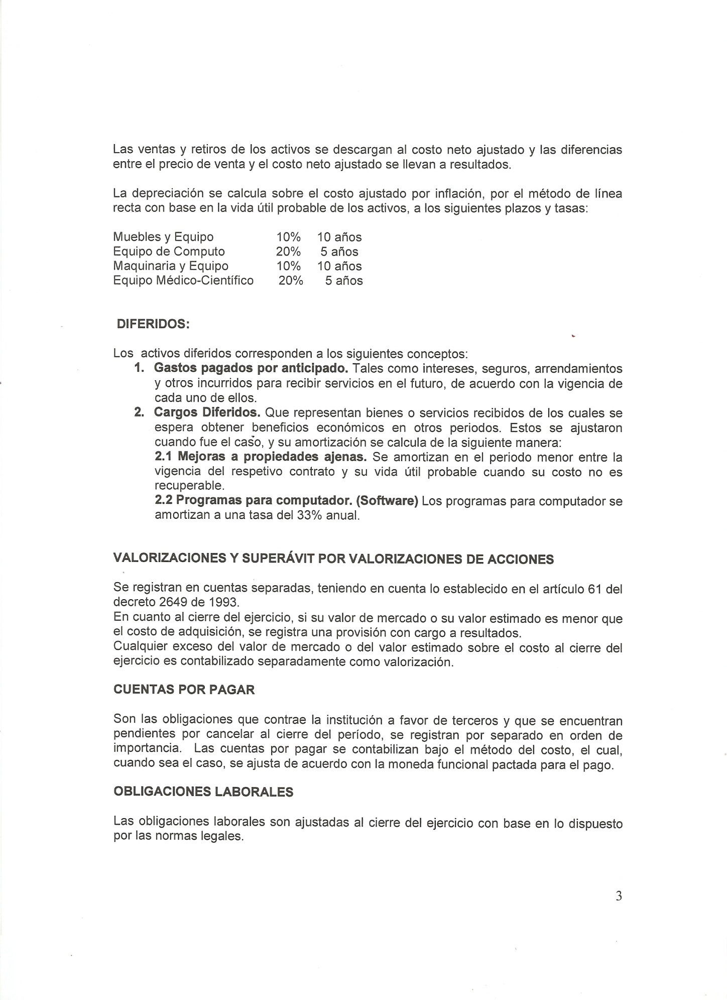 Las ventas y retiros de los activos se descargan al costo neto ajustado y las diferencias
entre el precio de venta y el costo neto ajustado se llevan a resultados.
La depreciación se calcula sobre el costo ajustado por inflación, por el método de línea
recta con base en la vida útil probable de los activos, a los siguientes plazos y tasas:
Muebles y Equipo 10% 10 años
Equipo de Computo 20% 5 años
Maquinaria y Equipo 10% 10 años
Equipo Médico-Científico 20% 5 años
DIFERIDOS:
Los activos diferidos corresponden a los siguientes conceptos:
1. Gastos pagados por anticipado. Tales como intereses, seguros, arrendamientos
y otros incurridos para recibir servicios en el futuro, de acuerdo con la vigencia de
cada uno de ellos.
2. Cargos Diferidos. Que representan bienes o servicios recibidos de los cuales se
espera obtener beneficios económicos en otros periodos. Estos se ajustaron
cuando fue el caso, y su amortización se calcula de la siguiente manera:
2.1 Mejoras a propiedades ajenas. Se amortizan en el periodo menor entre la
vigencia del respetivo contrato y su vida útil probable cuando su costo no es
recuperable.
2.2 Programas para computador. (Software) Los programas para computador se
amortizan a una tasa del 33% anual.
VALORIZACIONES Y SUPERÁVIT POR VALORIZACIONES DE ACCIONES
Se registran en cuentas separadas, teniendo en cuenta lo establecido en el artículo 61 del
decreto 2649 de 1993.
En cuanto al cierre del ejercicio, si su valor de mercado o su valor estimado es menor que
el costo de adquisición, se registra una provisión con cargo a resultados.
Cualquier exceso del valor de mercado o del valor estimado sobre el costo al cierre del
ejercicio es contabilizado separadamente como valorización.
CUENTAS POR PAGAR
Son las obligaciones que contrae la institución a favor de terceros y que se encuentran
pendientes por cancelar al cierre del período, se registran por separado en orden de
importancia. Las cuentas por pagar se contabilizan bajo el método del costo, el cual,
cuando sea el caso, se ajusta de acuerdo con la moneda funcional pactada para el pago.
OBLIGACIONES LABORALES
Las obligaciones laborales son ajustadas al cierre del ejercicio con base en lo dispuesto
por las normas legales.
3